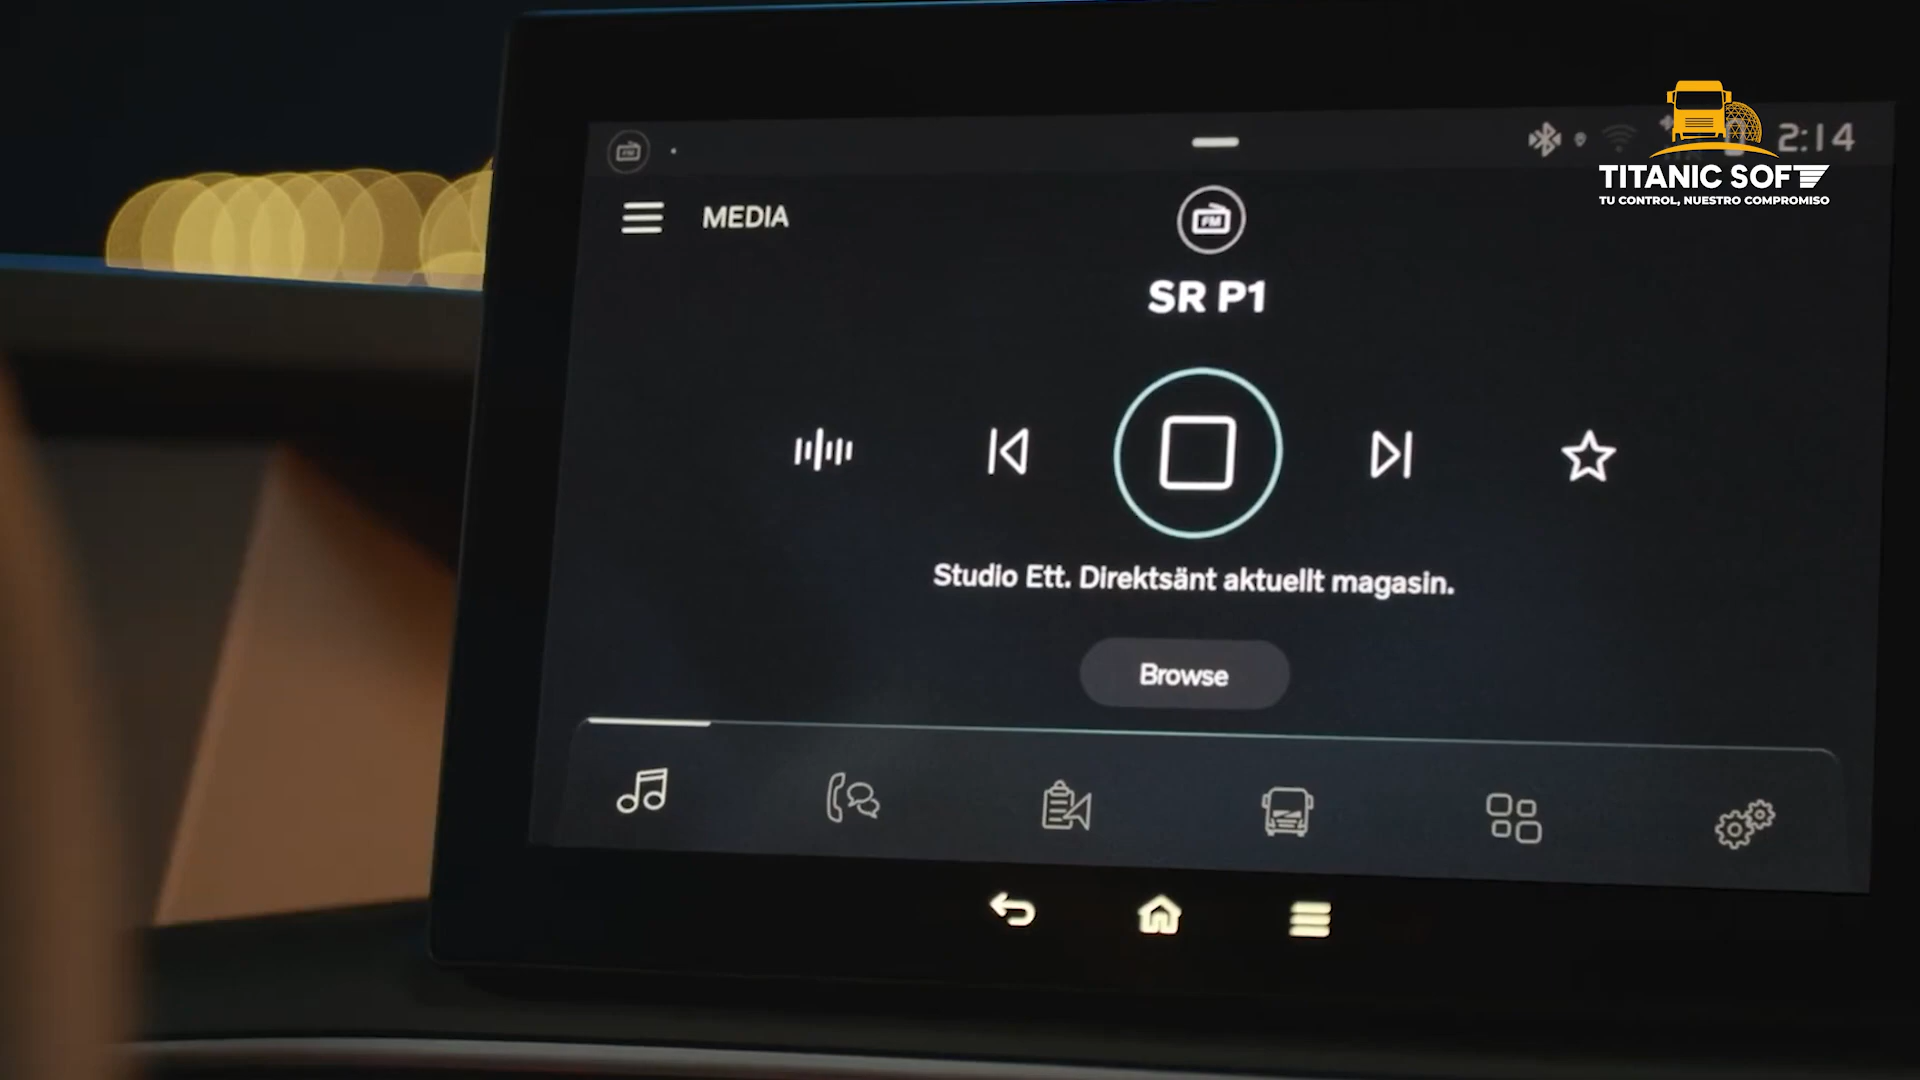 2:14
TITANIC SOFT
TU CONTROL, NUESTRO COMPROMISO
MEDIA
FM
SR P1
Studio Ett. Direktsänt aktuellt magasin.
Browse